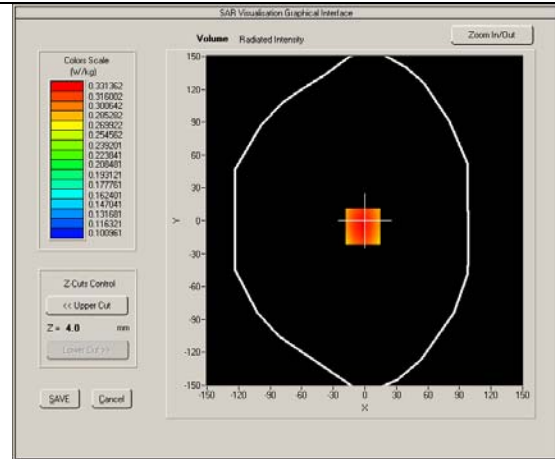 SAR Visualisation Graphical Interface
Volume Radiated Intensity
Zoom In/Out
Colors Scale
(W/kg)
0.331362
0.316002
0.300642
0.285282
0.269922
0.254562
0.239201
0.223841
0.208481
0.193121
0.177761
0.162401
0.147041
0.131681
0.116321
0.100961
Z-Cuts Control
<< Upper Cut
Z = 4.0 mm
Lower Cut >>
SAVE Cancel
150
120
90
60
30
Y 0
-30
-60
-90
-120
-150
-150 -120 -90 -60 -30 0 30 60 90 120 150
X